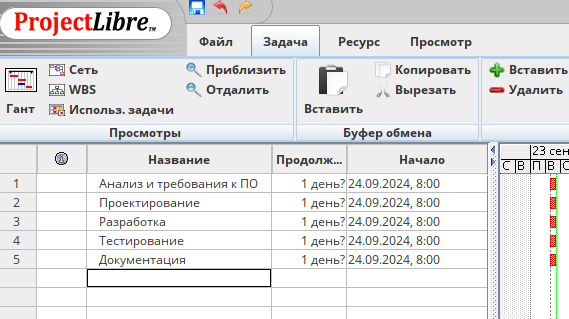 ProjectLibre™
Файл Задача Ресурс Просмотр
Гант
Сеть
WBS
Использ. задачи
Приблизить
Отдалить
Просмотры
Вставить
Копировать
Вырезать
Буфер обмена
Вставить
Удалить
Название Продолж... Начало 23 сен
С В П В С
1 Анализ и требования к ПО 1 день? 24.09.2024, 8:00
2 Проектирование 1 день? 24.09.2024, 8:00
3 Разработка 1 день? 24.09.2024, 8:00
4 Тестирование 1 день? 24.09.2024, 8:00
5 Документация 1 день? 24.09.2024, 8:00